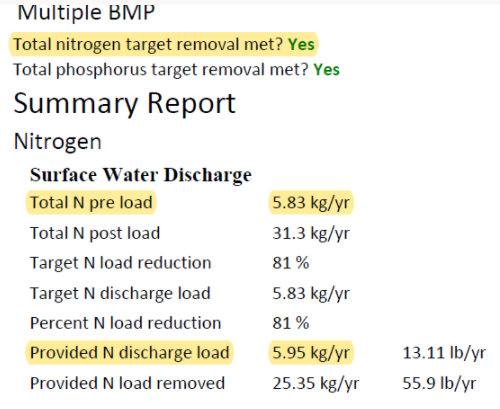 Multiple BMP
Total nitrogen target removal met? Yes
Total phosphorus target removal met? Yes
Summary Report
Nitrogen
Surface Water Discharge
Total N pre load 5.83 kg/yr
Total N post load 31.3 kg/yr
Target N load reduction 81 %
Target N discharge load 5.83 kg/yr
Percent N load reduction 81 %
Provided N discharge load 5.95 kg/yr 13.11 lb/yr
Provided N load removed 25.35 kg/yr 55.9 lb/yr